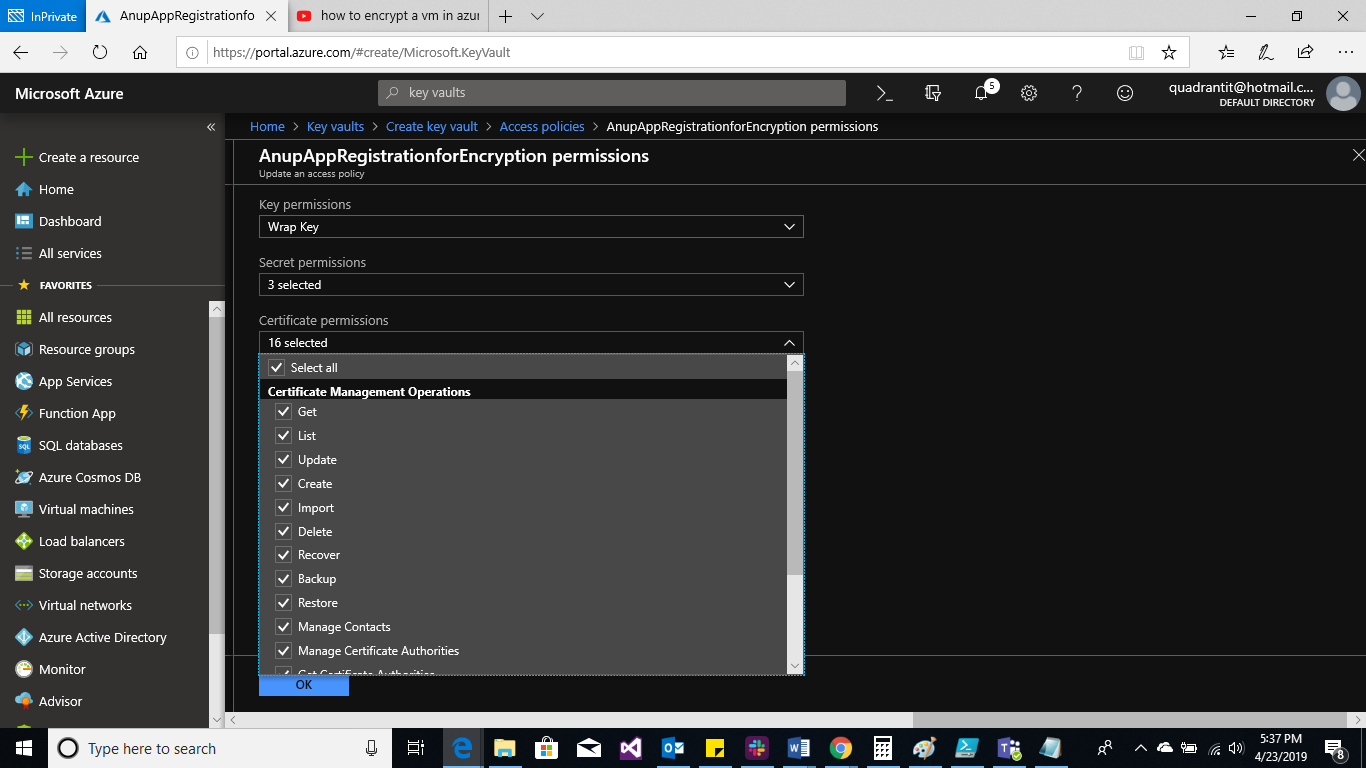 InPrivate
AnupAppRegistrationfo
how to encrypt a vm in azur
https://portal.azure.com/#create/Microsoft.KeyVault
Microsoft Azure
key vaults
5
quadrantit@hotmail.c...
DEFAULT DIRECTORY
Home > Key vaults > Create key vault > Access policies > AnupAppRegistrationforEncryption permissions
AnupAppRegistrationforEncryption permissions
Update an access policy
Create a resource
Home
Dashboard
All services
FAVORITES
All resources
Resource groups
App Services
Function App
SQL databases
Azure Cosmos DB
Virtual machines
Load balancers
Storage accounts
Virtual networks
Azure Active Directory
Monitor
Advisor
Key permissions
Wrap Key
Secret permissions
3 selected
Certificate permissions
16 selected
Select all
Certificate Management Operations
Get
List
Update
Create
Import
Delete
Recover
Backup
Restore
Manage Contacts
Manage Certificate Authorities
Get Certificate Authorities
OK
Type here to search
5:37 PM
4/23/2019
8